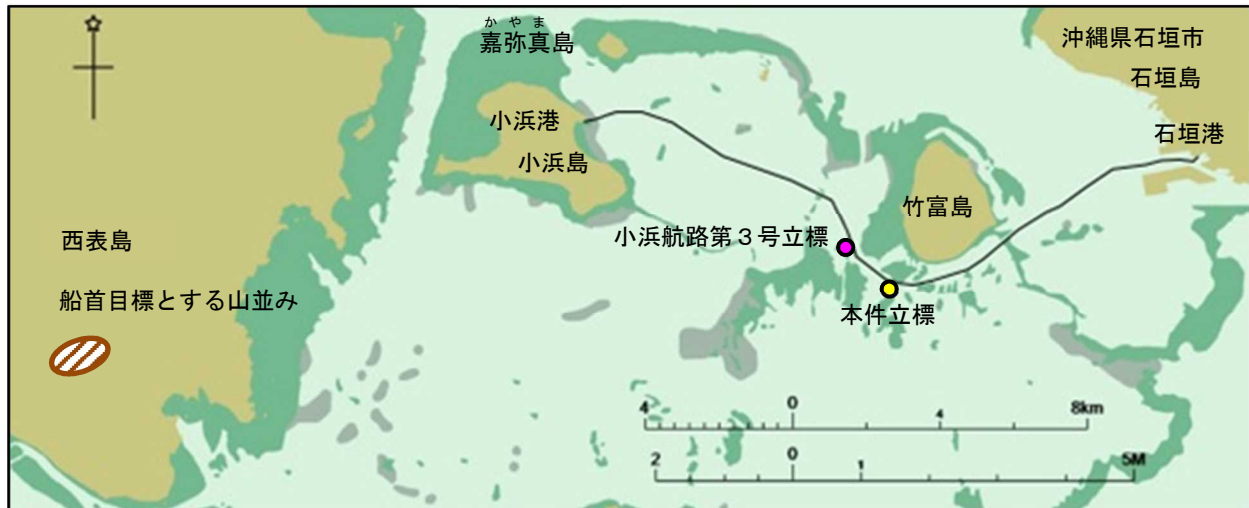 かやま
嘉弥真島
沖縄県石垣市
石垣島
石垣港
小浜港
小浜島
竹富島
西表島
小浜航路第３号立標
船首目標とする山並み
本件立標
4 0 4 8km
2 0 1 5M